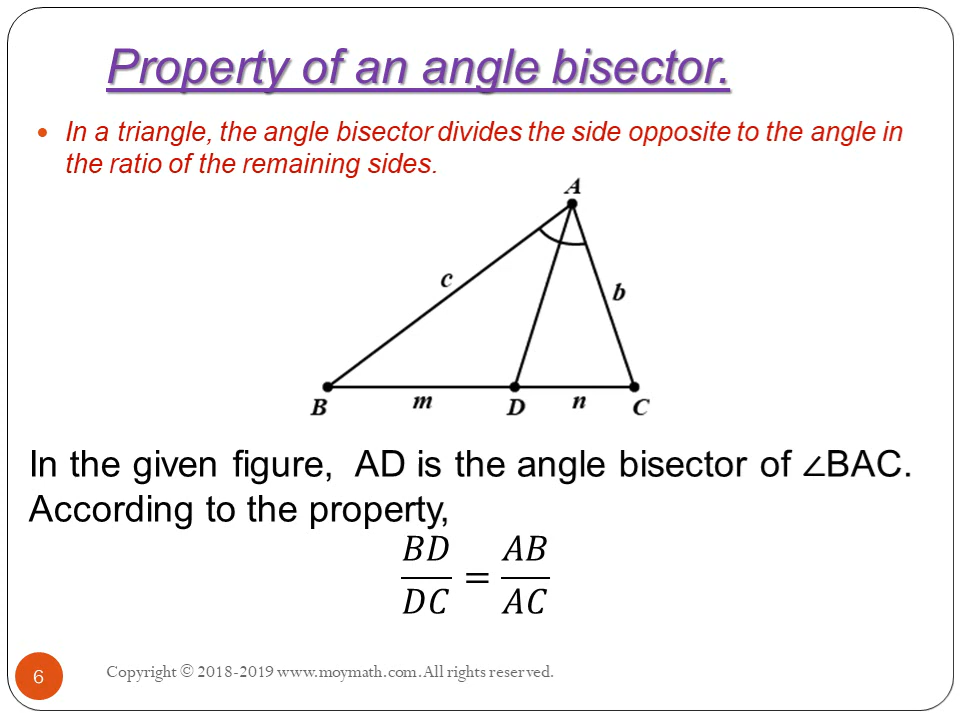 Property of an angle bisector.
• In a triangle, the angle bisector divides the side opposite to the angle in
the ratio of the remaining sides.
A
c
b
B m D n C
In the given figure, AD is the angle bisector of ∠BAC.
According to the property,
BD/DC = AB/AC
6 Copyright © 2018-2019 www.moymath.com. All rights reserved.